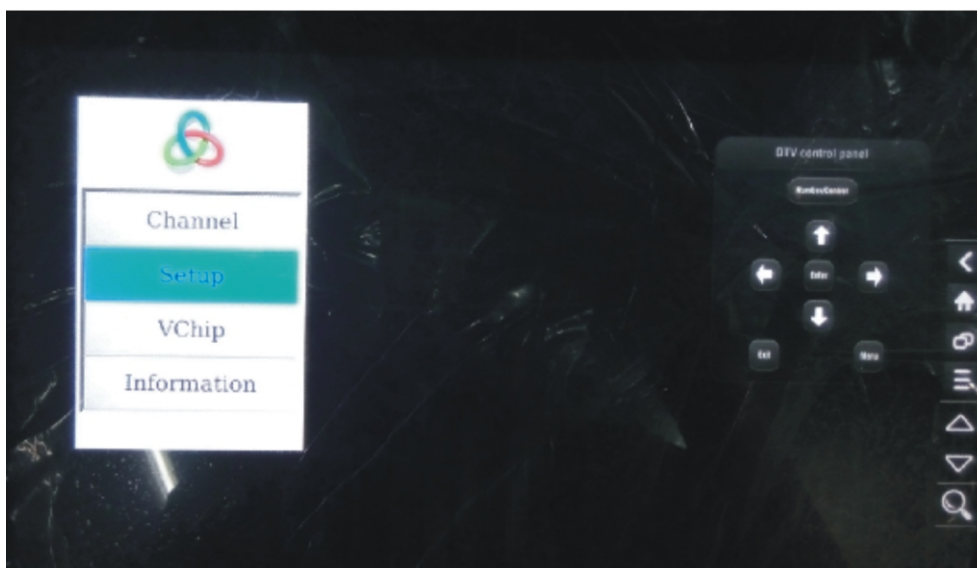 Channel
Setup
VChip
Information
DTV control panel
Enter
Exit
Menu